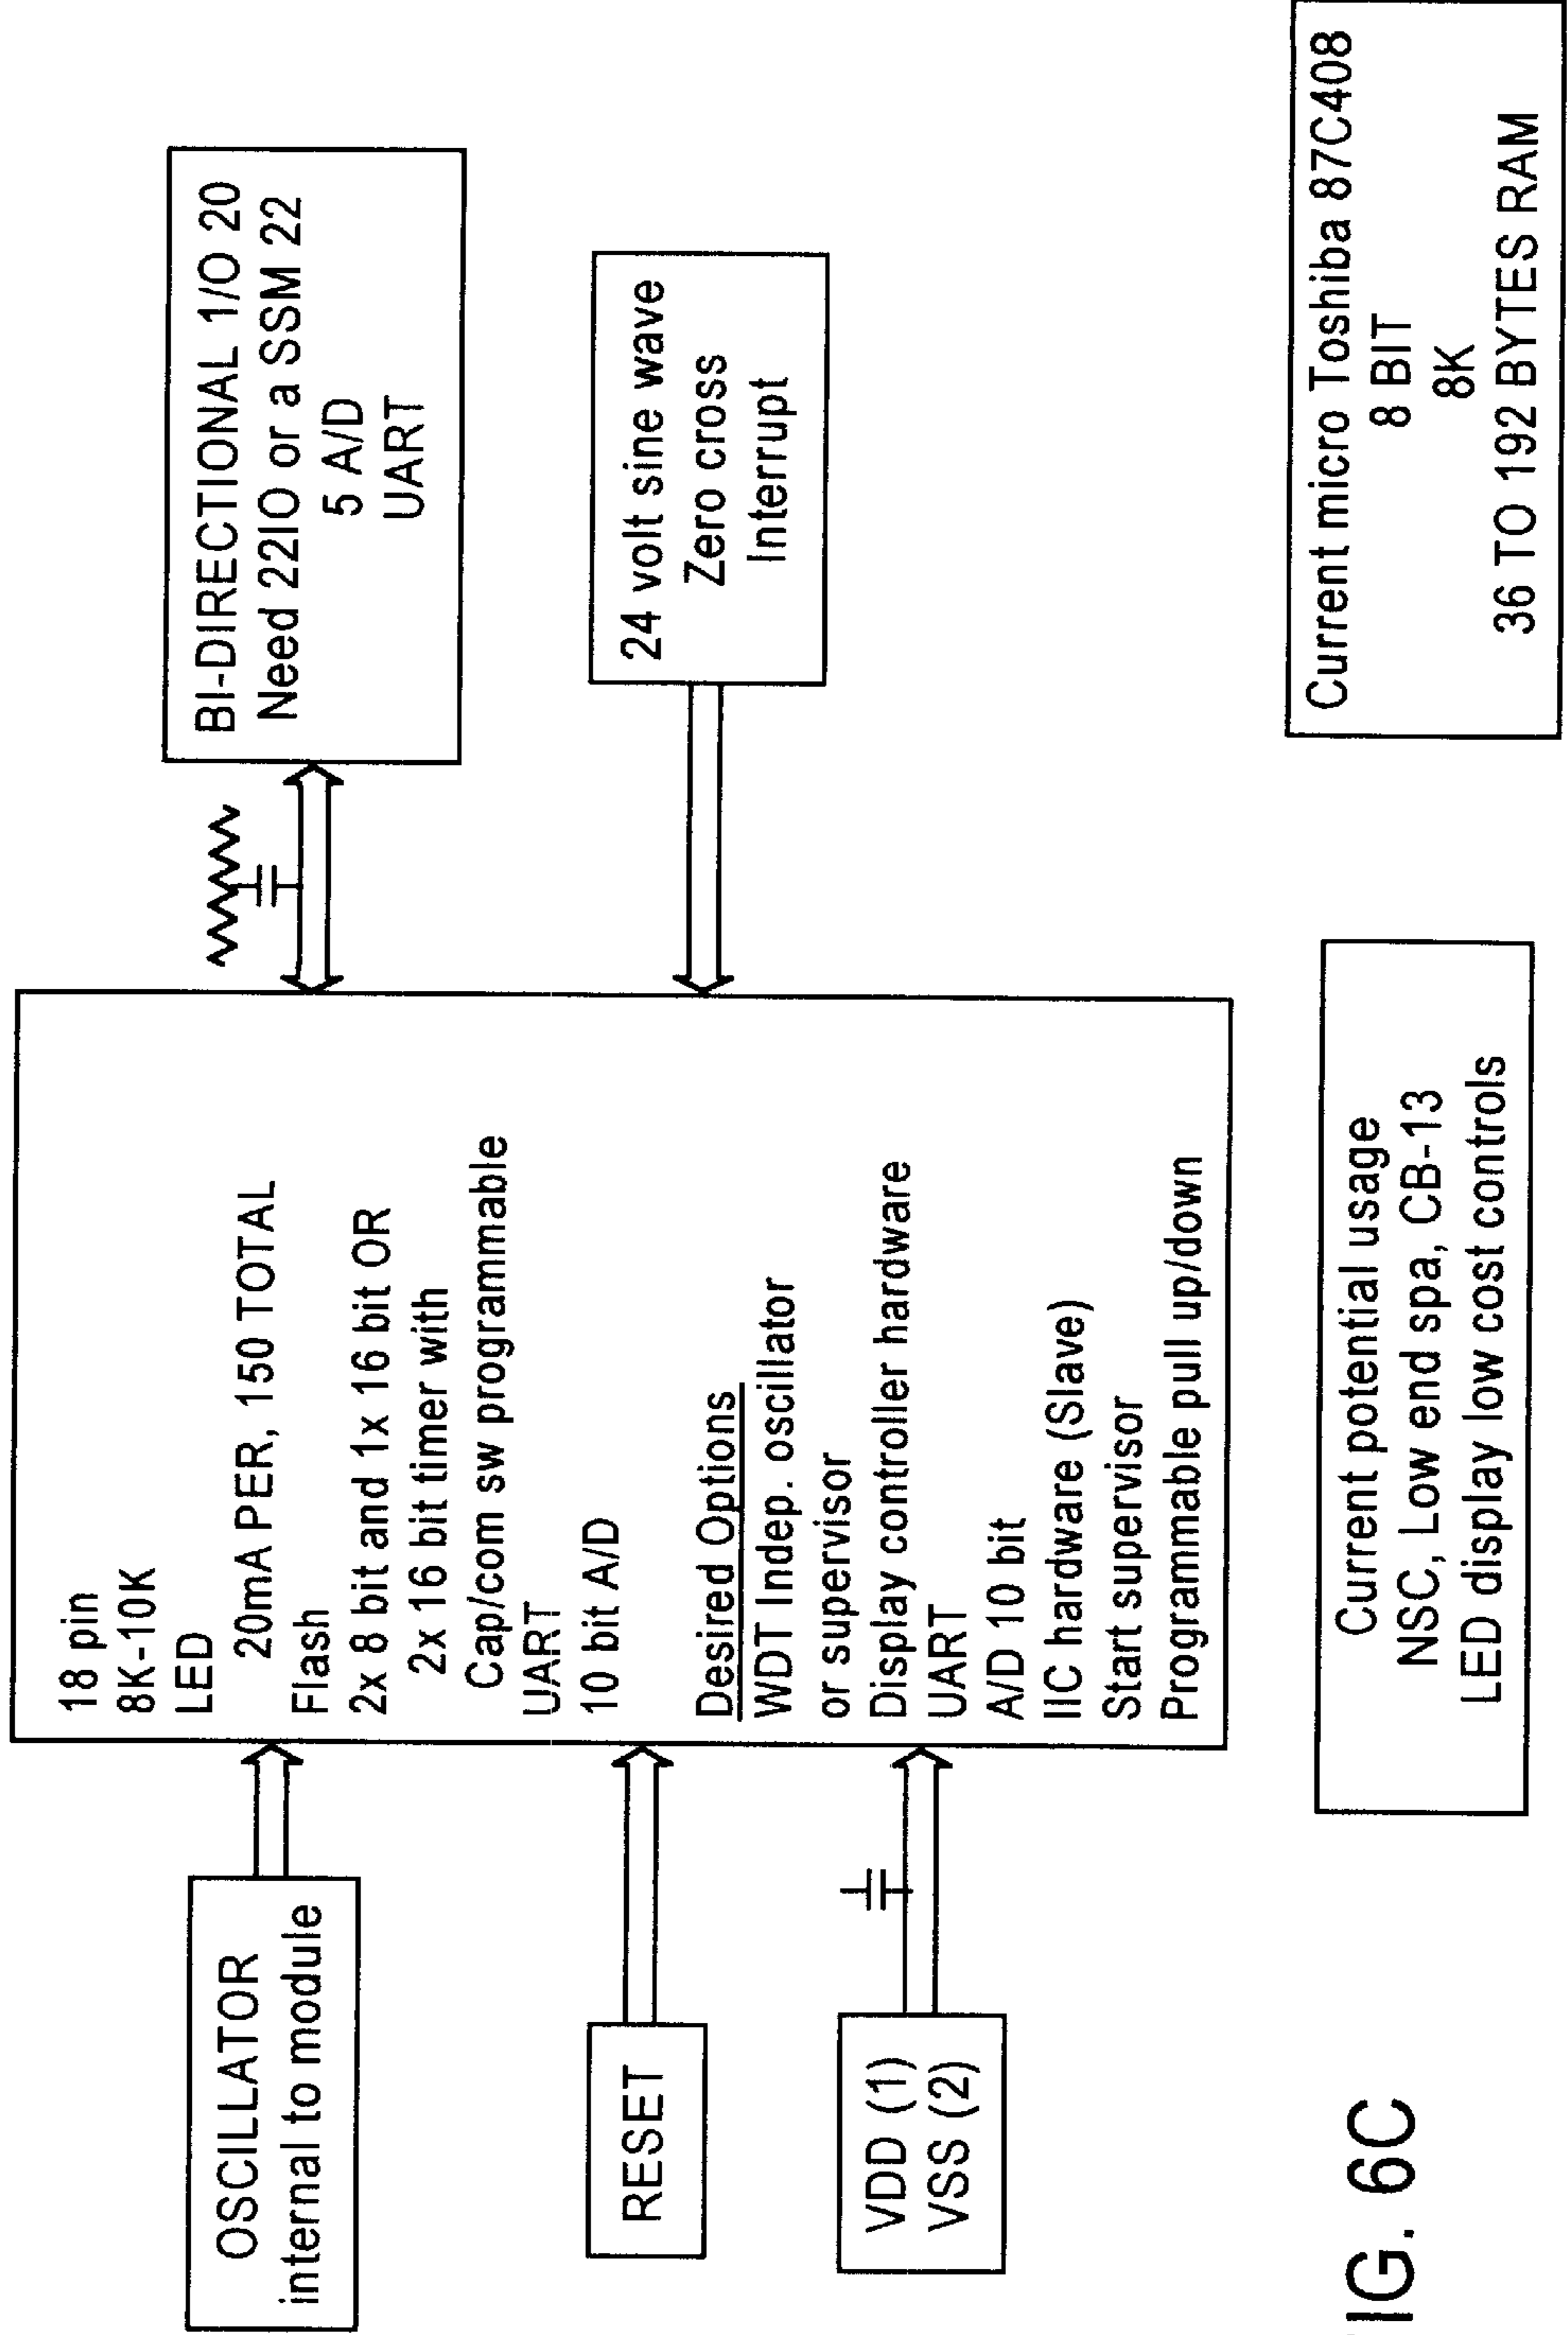 OSCILLATOR
internal to module
RESET
VDD (1)
VSS (2)
18 pin
8K-10K
LED
20mA PER, 150 TOTAL
Flash
2x 8 bit and 1x 16 bit OR
2x 16 bit timer with
Cap/com sw programmable
UART
10 bit A/D
Desired Options
WDT Indep. oscillator
or supervisor
Display controller hardware
UART
A/D 10 bit
IIC hardware (Slave)
Start supervisor
Programmable pull up/down
BI-DIRECTIONAL 1/O 20
Need 22IO or a SSM 22
5 A/D
UART
24 volt sine wave
Zero cross
Interrupt
Current potential usage
NSC, Low end spa, CB-13
LED display low cost controls
Current micro Toshiba 87C408
8 BIT
8K
36 TO 192 BYTES RAM
IG. 6C